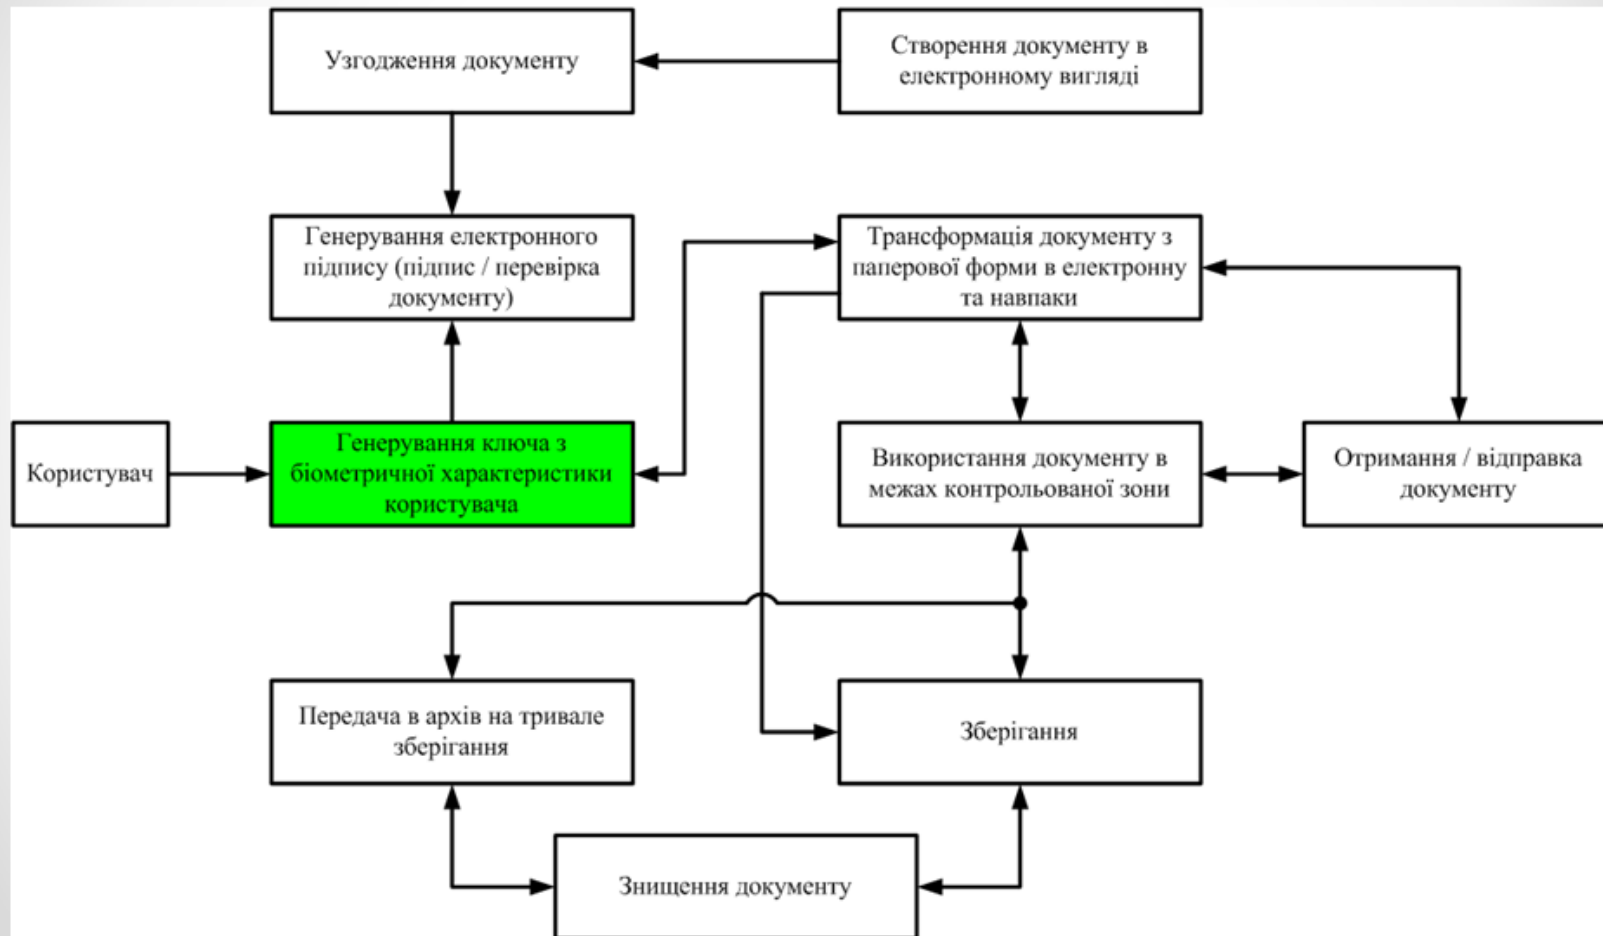 Узгодження документу
Створення документу в
електронному вигляді
Генерування електронного
підпису (підпис / перевірка
документу)
Трансформація документу з
паперової форми в електронну
та навпаки
Користувач
Генерування ключа з
біометричної характеристики
користувача
Використання документу в
межах контрольованої зони
Отримання / відправка
документу
Передача в архів на тривале
зберігання
Зберігання
Знищення документу